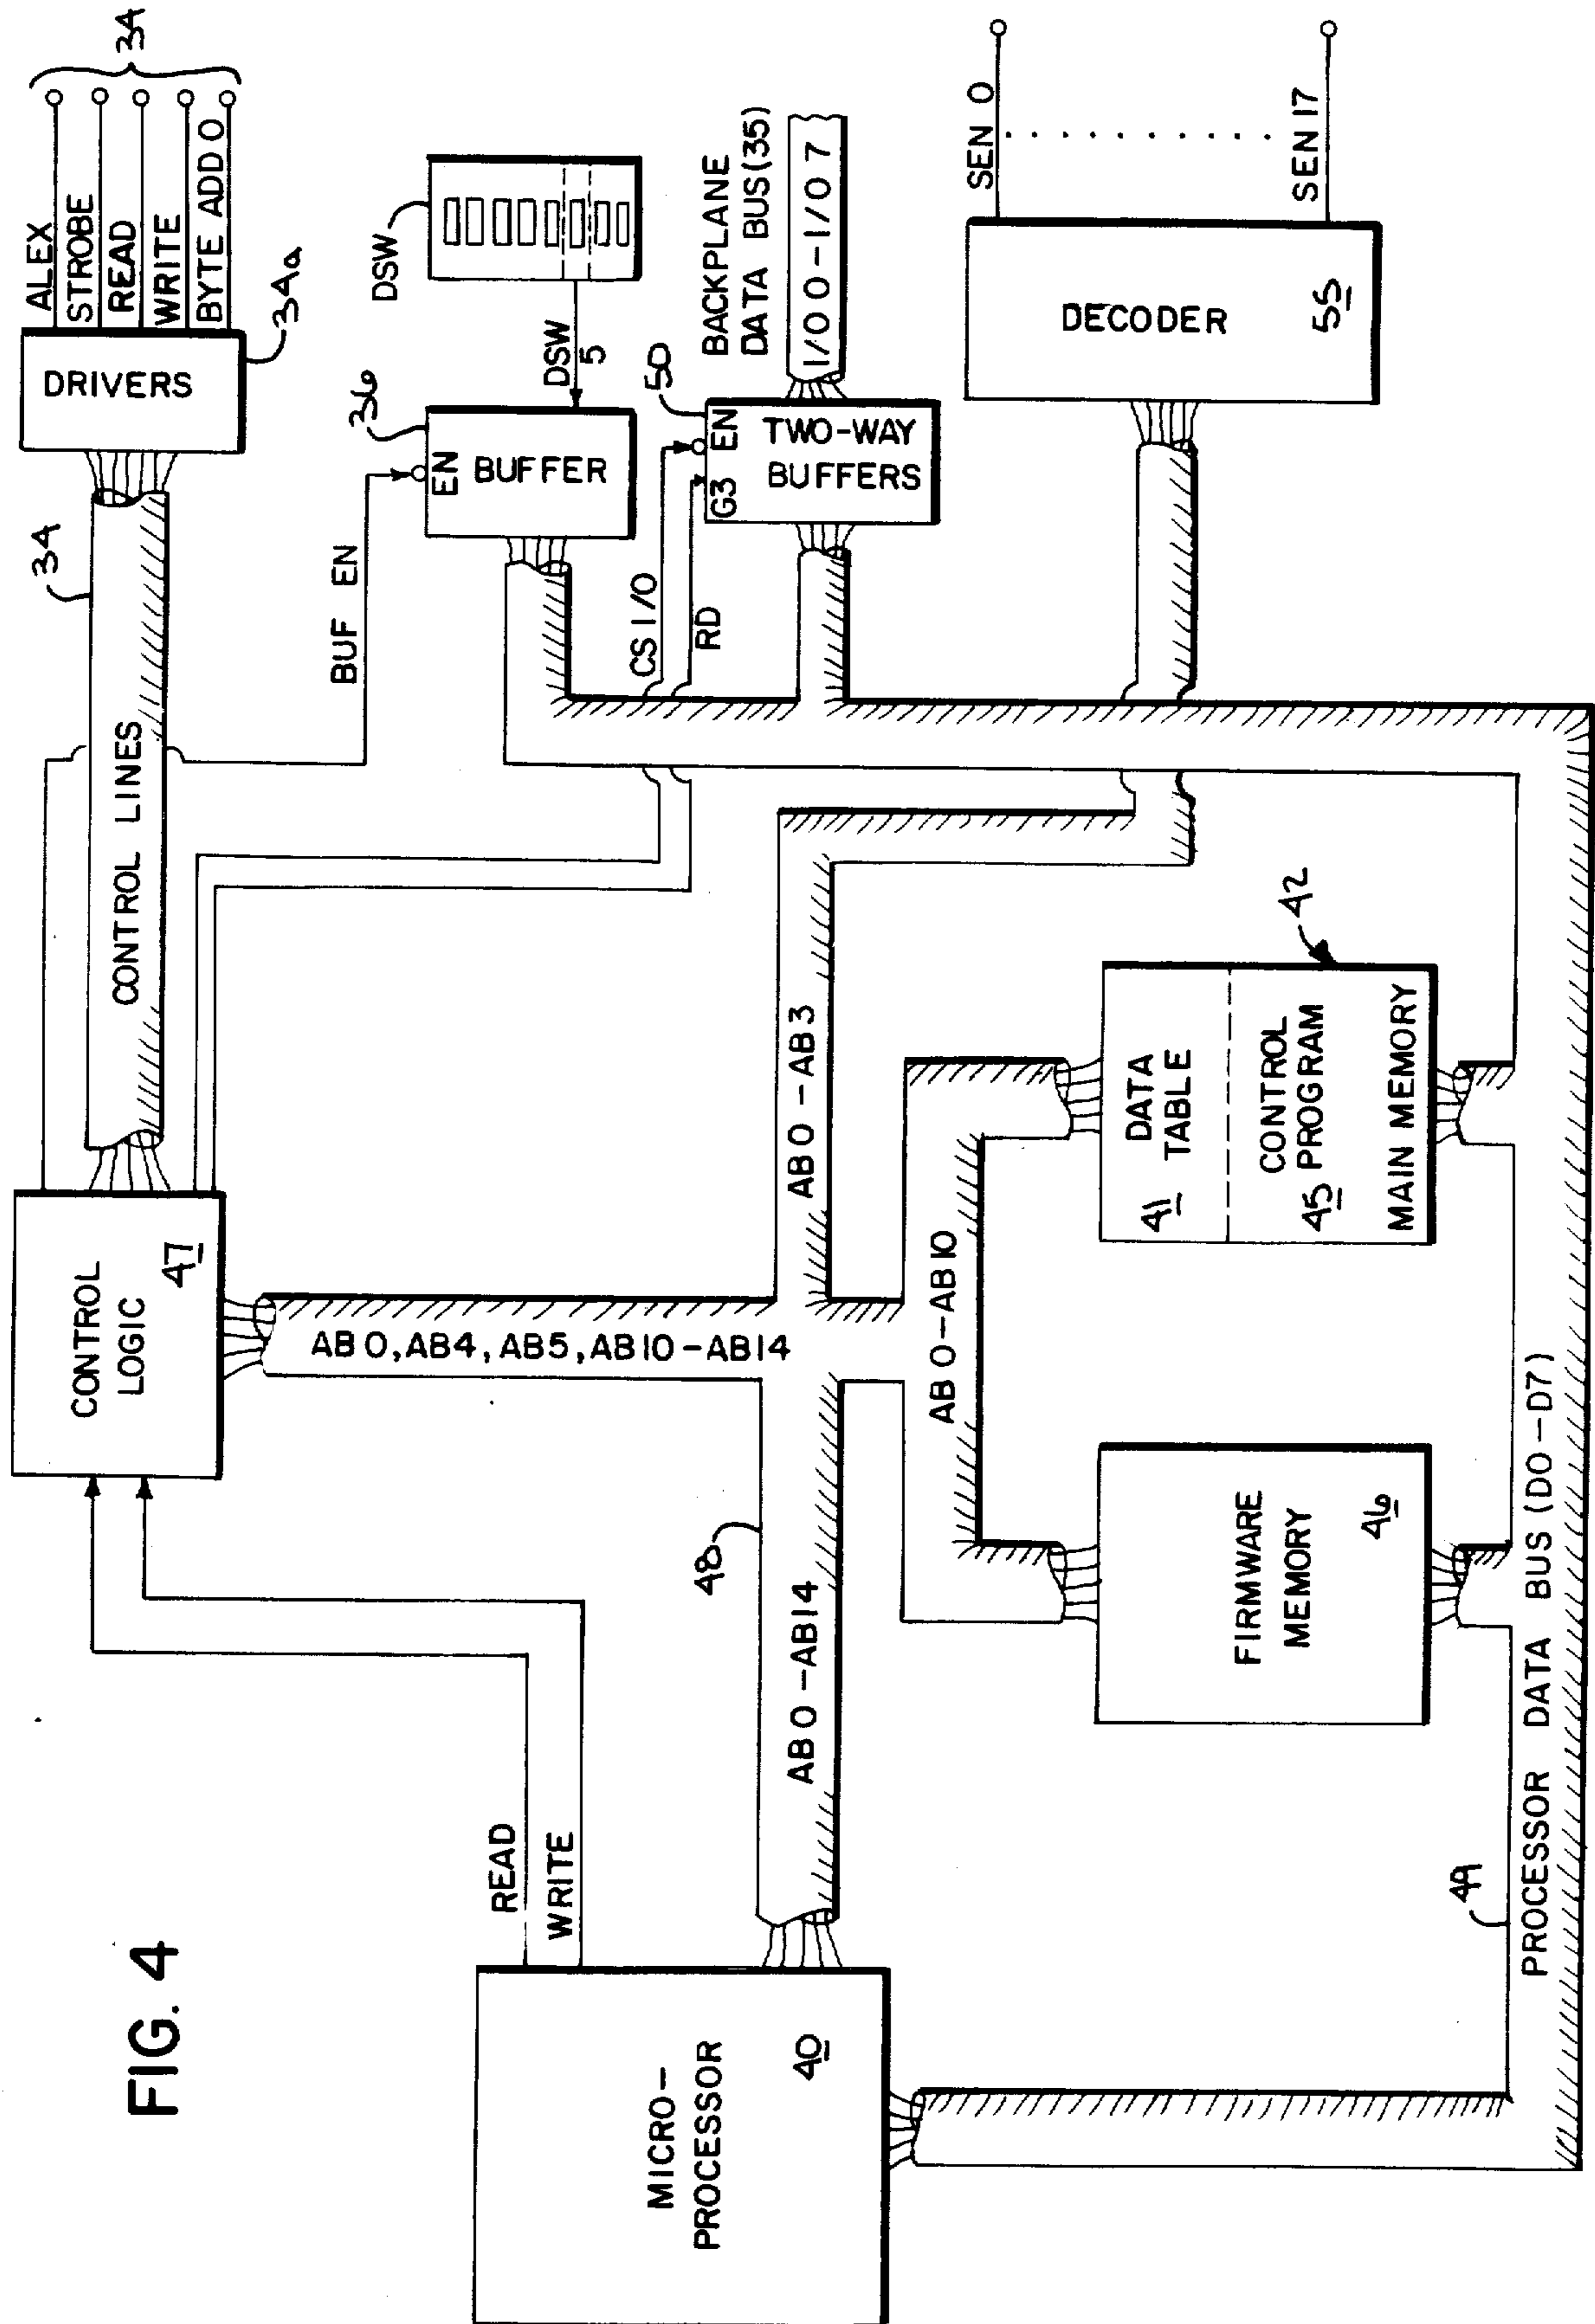 FIG. 4
MICRO-
PROCESSOR
40
READ
WRITE
CONTROL
LOGIC
47
34
CONTROL LINES
DRIVERS
34a
ALEX
STROBE
READ
WRITE
BYTE ADD 0
34
BUF EN
36
EN
BUFFER
DSW
DSW
5
CS I/O
RD
50
G3
EN
TWO-WAY
BUFFERS
BACKPLANE
DATA BUS (35)
I/O 0 - I/O 7
DECODER
55
SEN 0
SEN 17
48
AB 0 - AB14
AB 0, AB4, AB5, AB10 - AB14
AB 0 - AB3
AB 0 - AB10
FIRMWARE
MEMORY
46
DATA
TABLE
41
CONTROL
PROGRAM
45
MAIN MEMORY
42
49
PROCESSOR DATA BUS (D0 - D7)